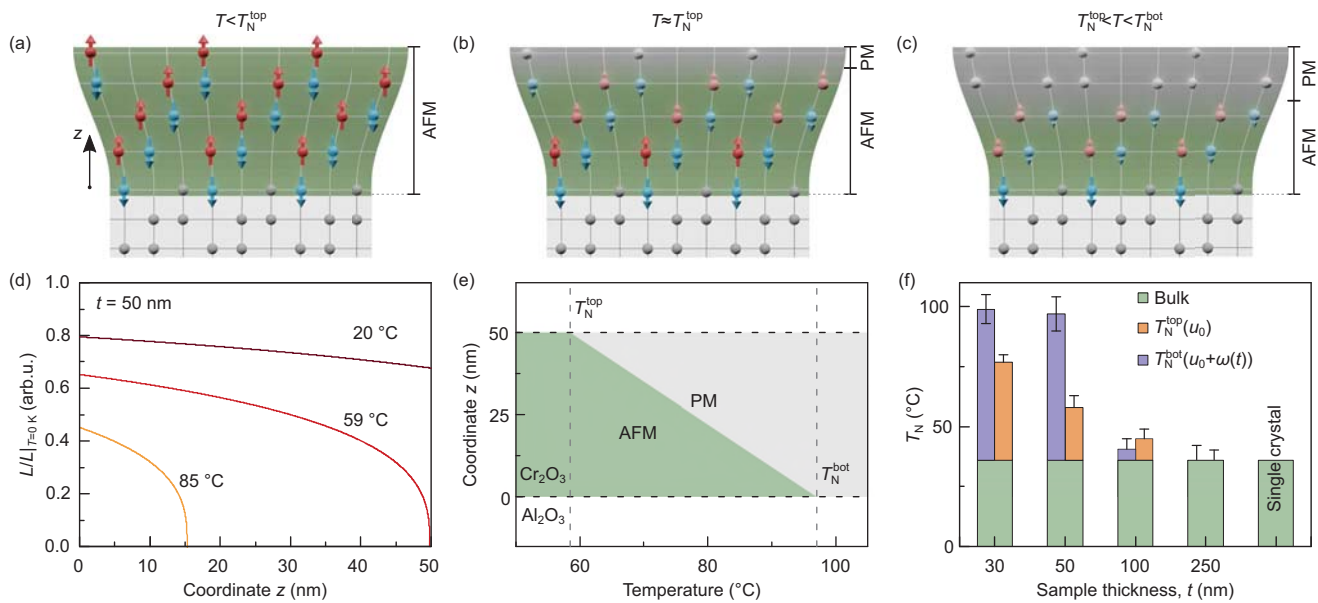 (a)
T<T_N^top
z
AFM
(b)
T≈T_N^top
PM
AFM
(c)
T_N^top<T<T_N^bot
PM
AFM
(d)
t = 50 nm
20 °C
59 °C
85 °C
L/L|T=0 K (arb.u.)
1.0
0.8
0.6
0.4
0.2
0.0
0
10
20
30
40
50
Coordinate z (nm)
(e)
T_N^top
PM
AFM
T_N^bot
Cr₂O₃
Al₂O₃
Coordinate z (nm)
50
25
0
60
80
100
Temperature (°C)
(f)
Bulk
T_N^top(u₀)
T_N^bot(u₀+ω(t))
Single crystal
T_N (°C)
100
50
0
30
50
100
250
Sample thickness, t (nm)